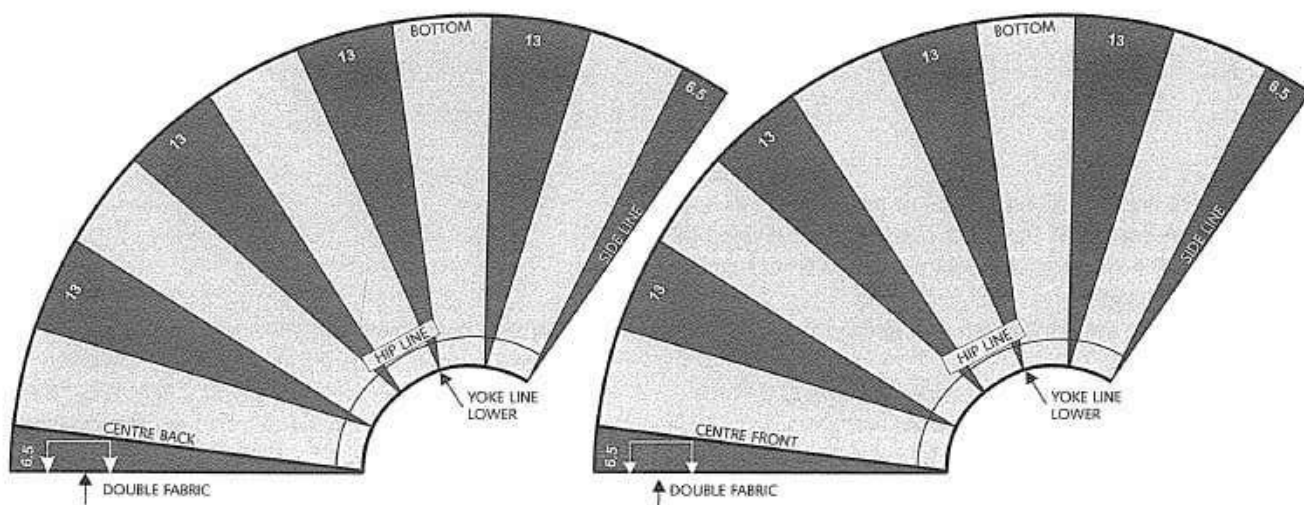 BOTTOM
13
13
13
13
6.5
SIDE LINE
HIP LINE
YOKE LINE
LOWER
CENTRE BACK
6.5
DOUBLE FABRIC
BOTTOM
13
13
13
13
6.5
SIDE LINE
HIP LINE
YOKE LINE
LOWER
CENTRE FRONT
6.5
DOUBLE FABRIC